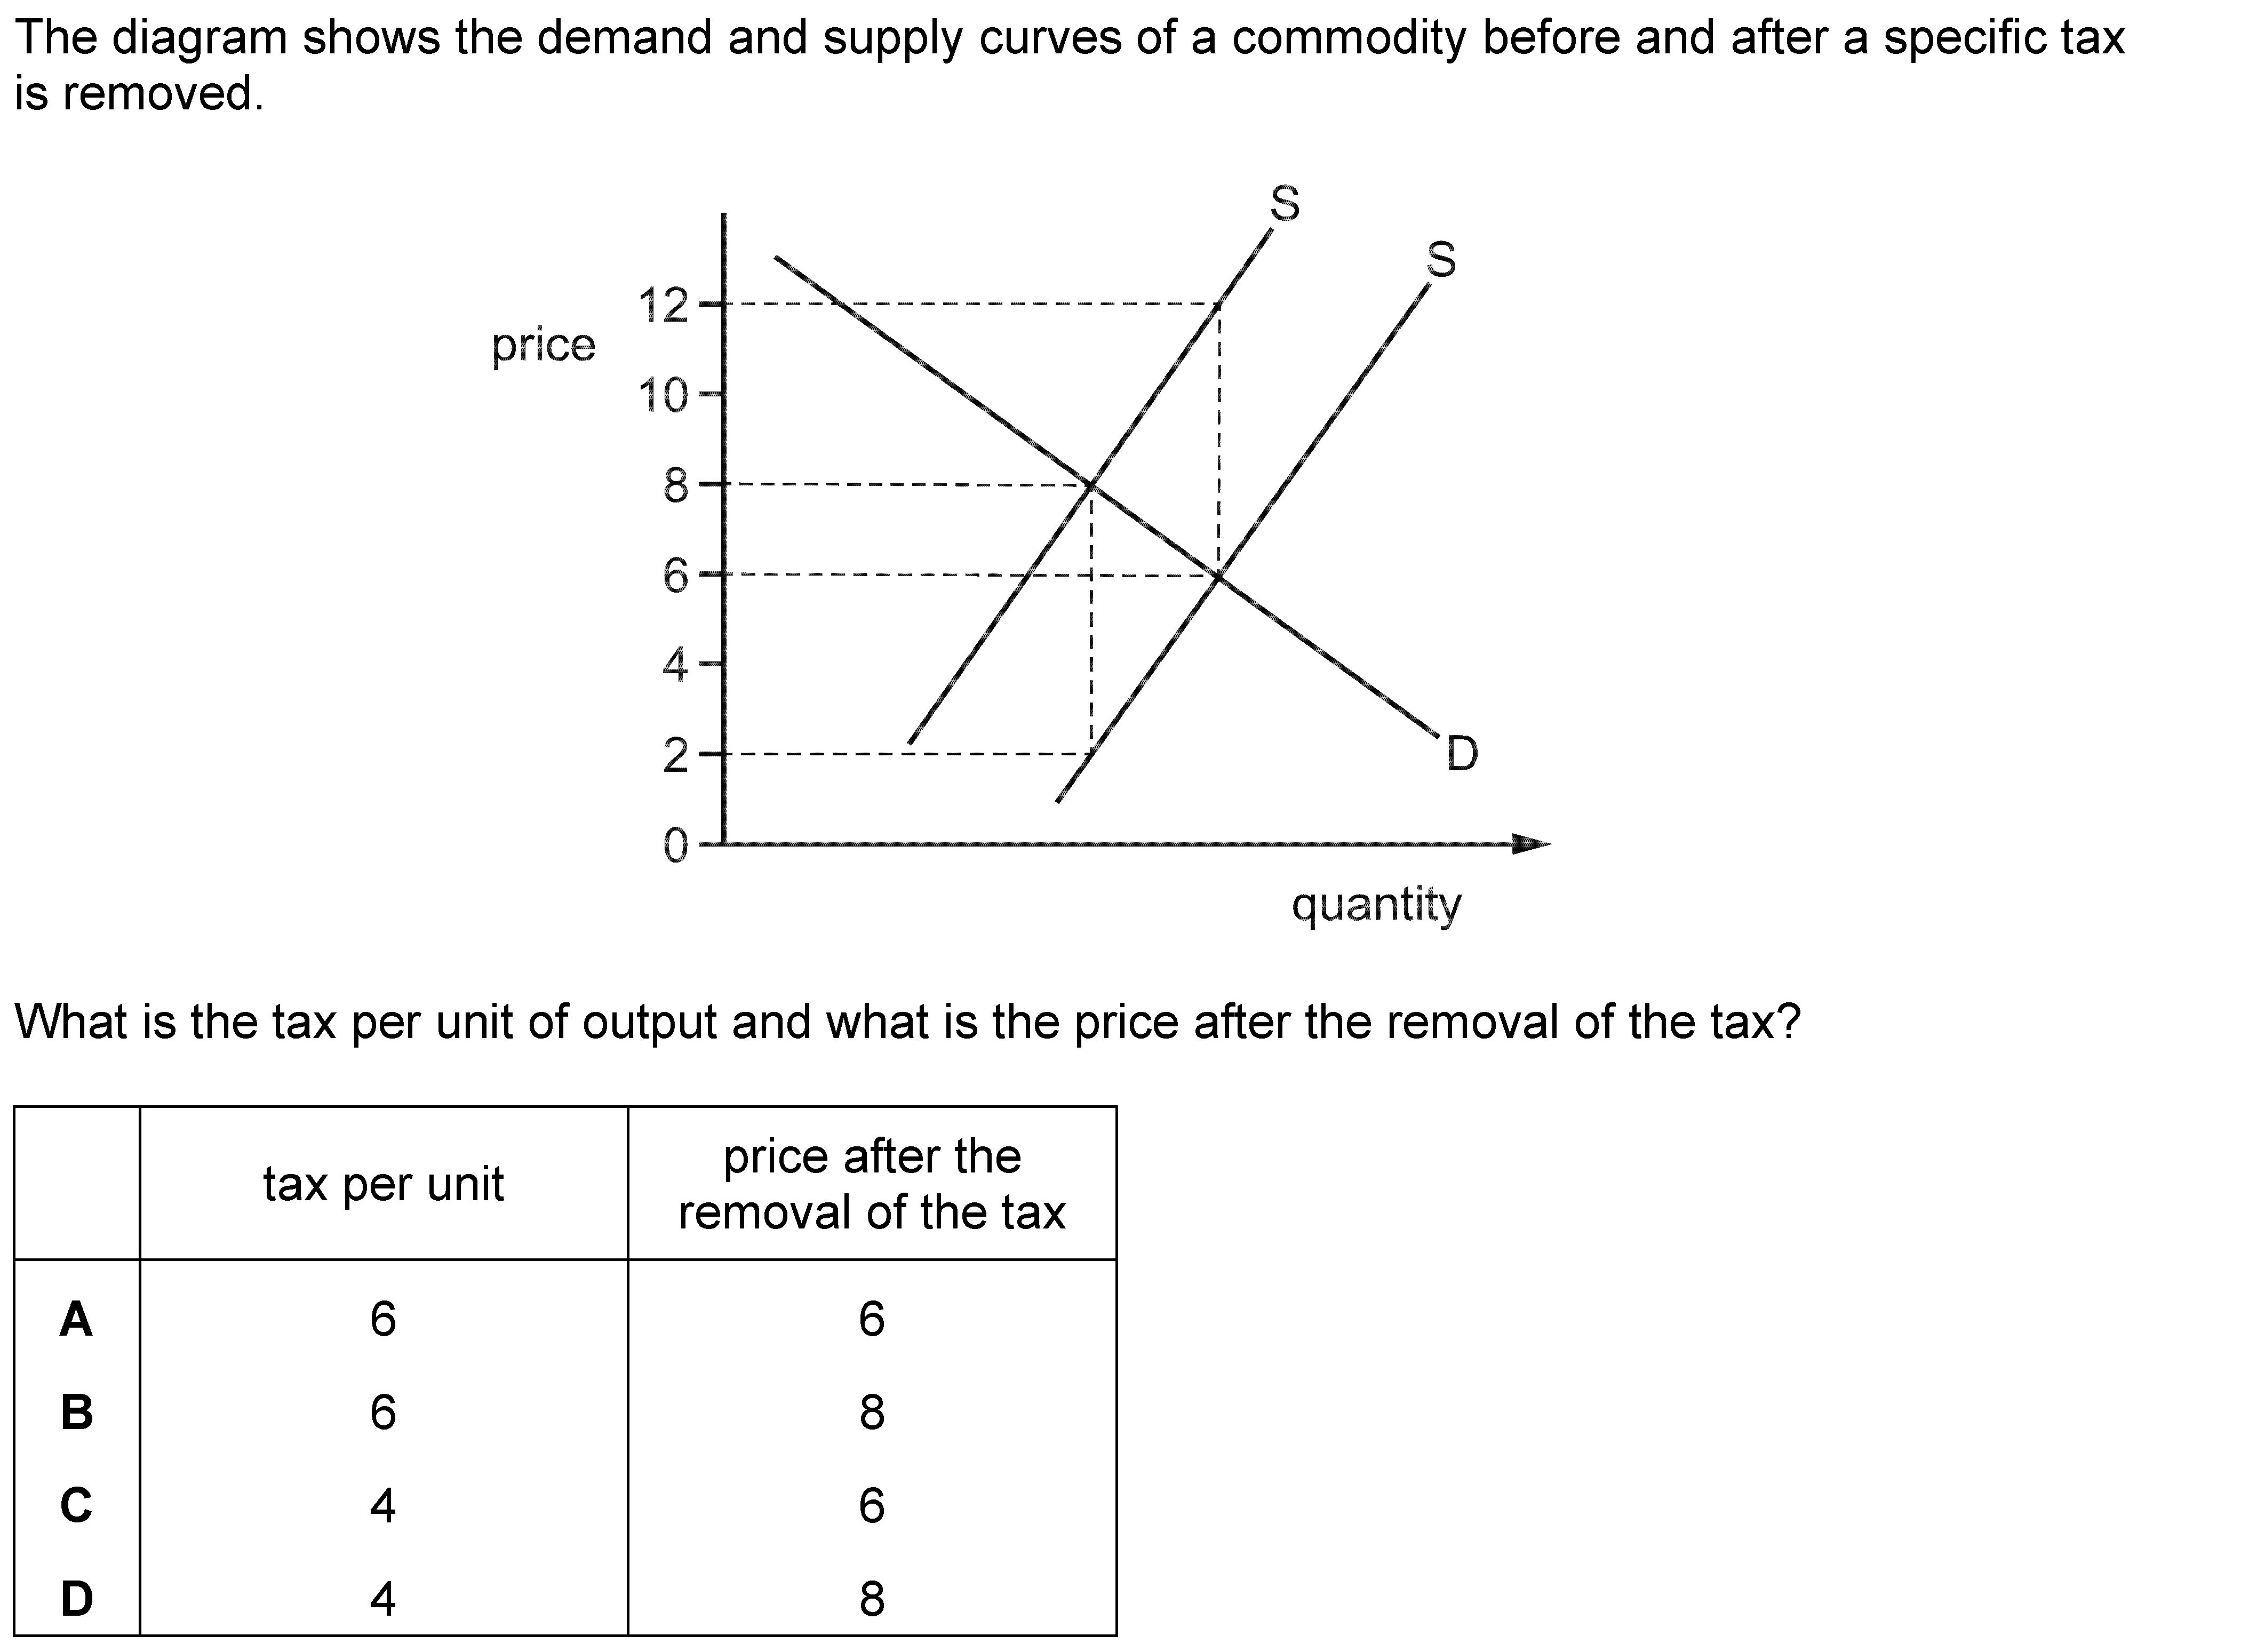 The diagram shows the demand and supply curves of a commodity before and after a specific tax
is removed.
S
S
12
price
10
8
6
4
2
D
0
quantity
What is the tax per unit of output and what is the price after the removal of the tax?
tax per unit
price after the
removal of the tax
A 6 6
B 6 8
C 4 6
D 4 8